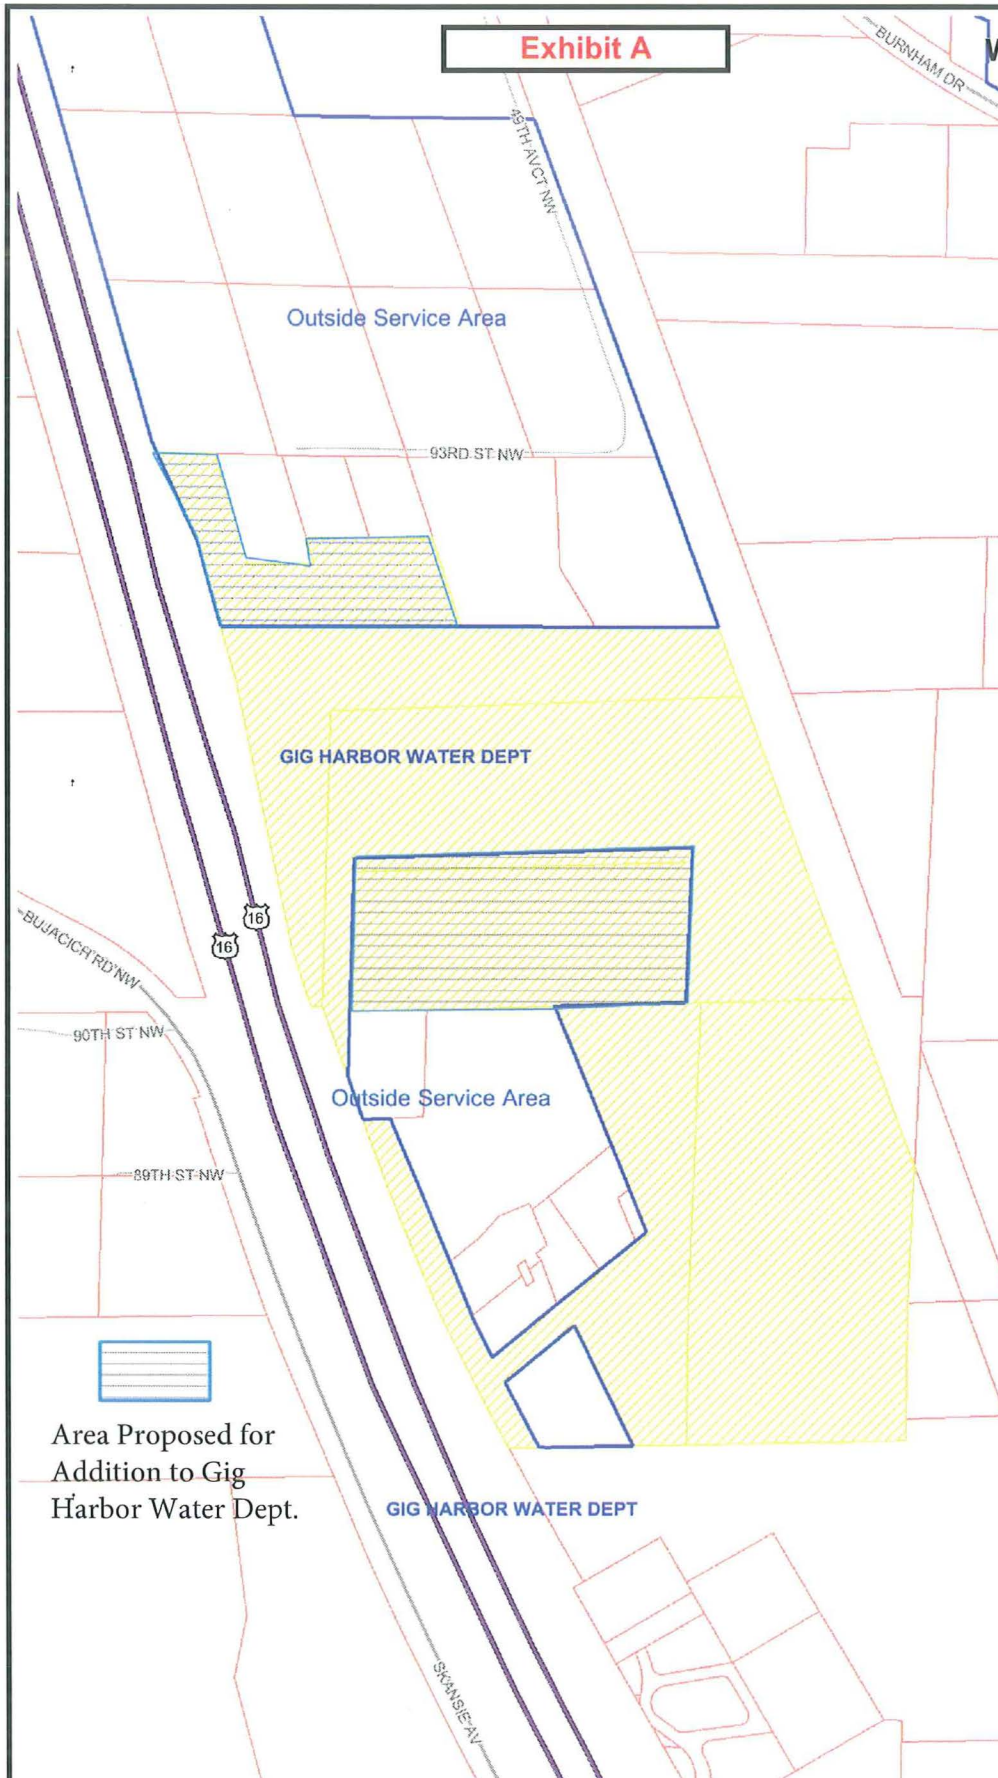 Exhibit A
BURNHAM DR
W
49TH AVCT NW
Outside Service Area
93RD ST NW
GIG HARBOR WATER DEPT
16
16
BUJACICH RD NW
90TH ST NW
Outside Service Area
89TH ST NW
Area Proposed for
Addition to Gig
Harbor Water Dept.
GIG HARBOR WATER DEPT
SKANSIE AV